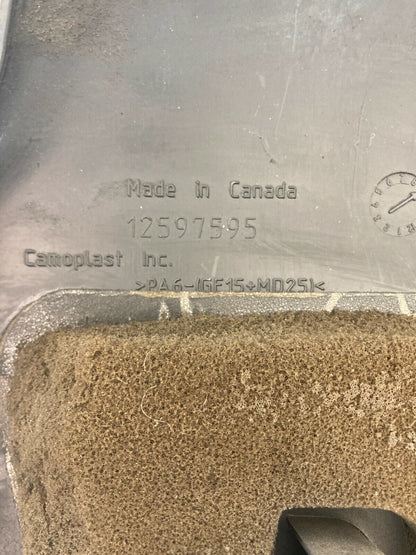 Made in Canada
12597595
Camoplast Inc.
>PA6-(GF15+MD25)<